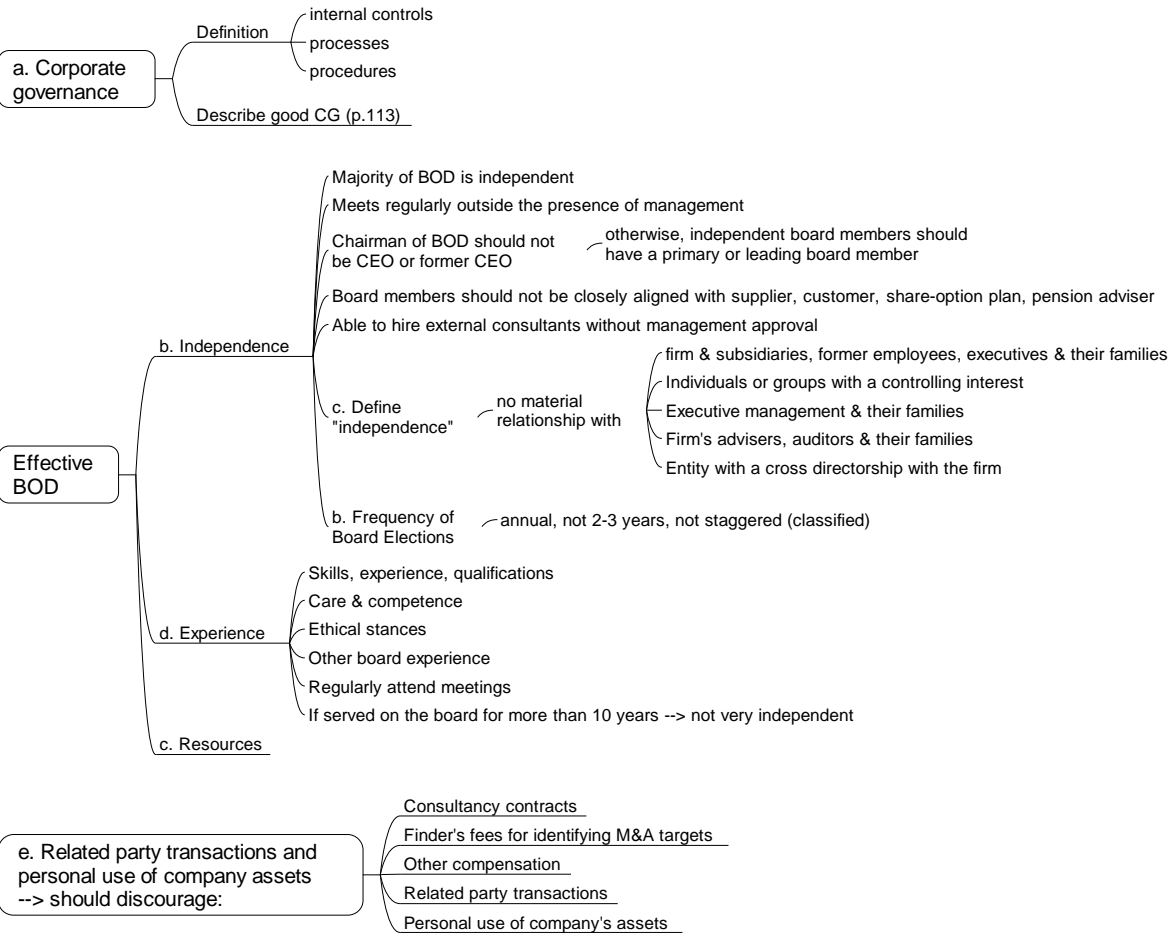 a. Corporate
governance
Definition
internal controls
processes
procedures
Describe good CG (p.113)
Effective
BOD
b. Independence
Majority of BOD is independent
Meets regularly outside the presence of management
Chairman of BOD should not
be CEO or former CEO
otherwise, independent board members should
have a primary or leading board member
Board members should not be closely aligned with supplier, customer, share-option plan, pension adviser
Able to hire external consultants without management approval
c. Define
"independence"
no material
relationship with
firm & subsidiaries, former employees, executives & their families
Individuals or groups with a controlling interest
Executive management & their families
Firm's advisers, auditors & their families
Entity with a cross directorship with the firm
b. Frequency of
Board Elections
annual, not 2-3 years, not staggered (classified)
d. Experience
Skills, experience, qualifications
Care & competence
Ethical stances
Other board experience
Regularly attend meetings
If served on the board for more than 10 years --> not very independent
c. Resources
e. Related party transactions and
personal use of company assets
--> should discourage:
Consultancy contracts
Finder's fees for identifying M&A targets
Other compensation
Related party transactions
Personal use of company's assets